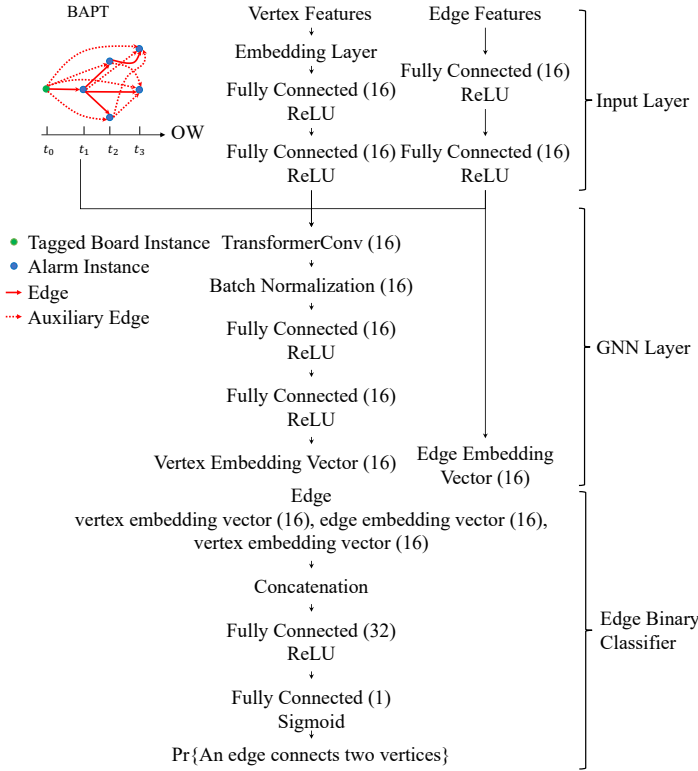 BAPT
OW
t0 t1 t2 t3
Tagged Board Instance
Alarm Instance
Edge
Auxiliary Edge
Vertex Features
Embedding Layer
Fully Connected (16)
ReLU
Fully Connected (16)
ReLU
Edge Features
Fully Connected (16)
ReLU
Fully Connected (16)
ReLU
Input Layer
TransformerConv (16)
Batch Normalization (16)
Fully Connected (16)
ReLU
Fully Connected (16)
ReLU
Vertex Embedding Vector (16)
Edge Embedding
Vector (16)
GNN Layer
Edge
vertex embedding vector (16), edge embedding vector (16),
vertex embedding vector (16)
Concatenation
Fully Connected (32)
ReLU
Fully Connected (1)
Sigmoid
Pr{An edge connects two vertices}
Edge Binary
Classifier